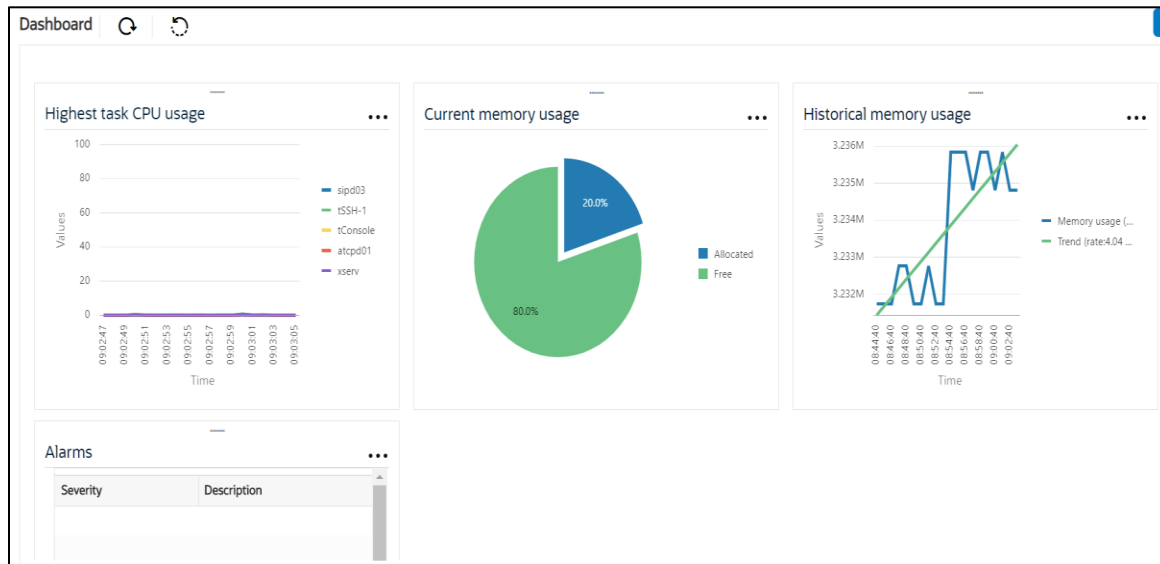 Dashboard
Highest task CPU usage
100
80
60
40
20
0
Values
09:02:47
09:02:49
09:02:51
09:02:53
09:02:55
09:02:57
09:02:59
09:03:01
09:03:03
09:03:05
Time
sipd03
tSSH-1
tConsole
atcpd01
xserv
Current memory usage
20.0%
80.0%
Allocated
Free
Historical memory usage
3.236M
3.235M
3.234M
3.233M
3.232M
Values
08:44:40
08:46:40
08:48:40
08:50:40
08:52:40
08:54:40
08:56:40
08:58:40
09:00:40
09:02:40
Time
Memory usage (...
Trend (rate:4.04 ...
Alarms
Severity Description